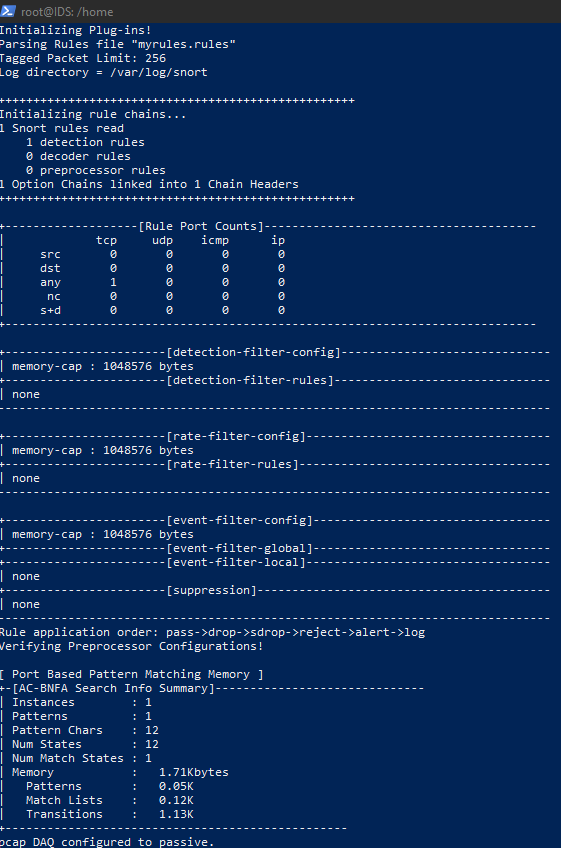 root@IDS: /home
Initializing Plug-ins!
Parsing Rules file "myrules.rules"
Tagged Packet Limit: 256
Log directory = /var/log/snort
+++++++++++++++++++++++++++++++++++++++++++++++++++
Initializing rule chains...
1 Snort rules read
    1 detection rules
    0 decoder rules
    0 preprocessor rules
1 Option Chains linked into 1 Chain Headers
+++++++++++++++++++++++++++++++++++++++++++++++++++
+-------------------[Rule Port Counts]---------------------------------------
|             tcp     udp    icmp      ip
|     src       0       0       0       0
|     dst       0       0       0       0
|     any       1       0       0       0
|      nc       0       0       0       0
|     s+d       0       0       0       0
+----------------------------------------------------------------------------
+-----------------------[detection-filter-config]------------------------------
| memory-cap : 1048576 bytes
+-----------------------[detection-filter-rules]-------------------------------
| none
-------------------------------------------------------------------------------
+-----------------------[rate-filter-config]-----------------------------------
| memory-cap : 1048576 bytes
+-----------------------[rate-filter-rules]------------------------------------
| none
-------------------------------------------------------------------------------
+-----------------------[event-filter-config]----------------------------------
| memory-cap : 1048576 bytes
+-----------------------[event-filter-global]----------------------------------
+-----------------------[event-filter-local]-----------------------------------
| none
+-----------------------[suppression]------------------------------------------
| none
-------------------------------------------------------------------------------
Rule application order: pass->drop->sdrop->reject->alert->log
Verifying Preprocessor Configurations!
[ Port Based Pattern Matching Memory ]
+-[AC-BNFA Search Info Summary]------------------------------
| Instances        : 1
| Patterns         : 1
| Pattern Chars    : 12
| Num States       : 12
| Num Match States : 1
| Memory           :   1.71Kbytes
|   Patterns       :   0.05K
|   Match Lists    :   0.12K
|   Transitions    :   1.13K
+-------------------------------------------------
pcap DAQ configured to passive.